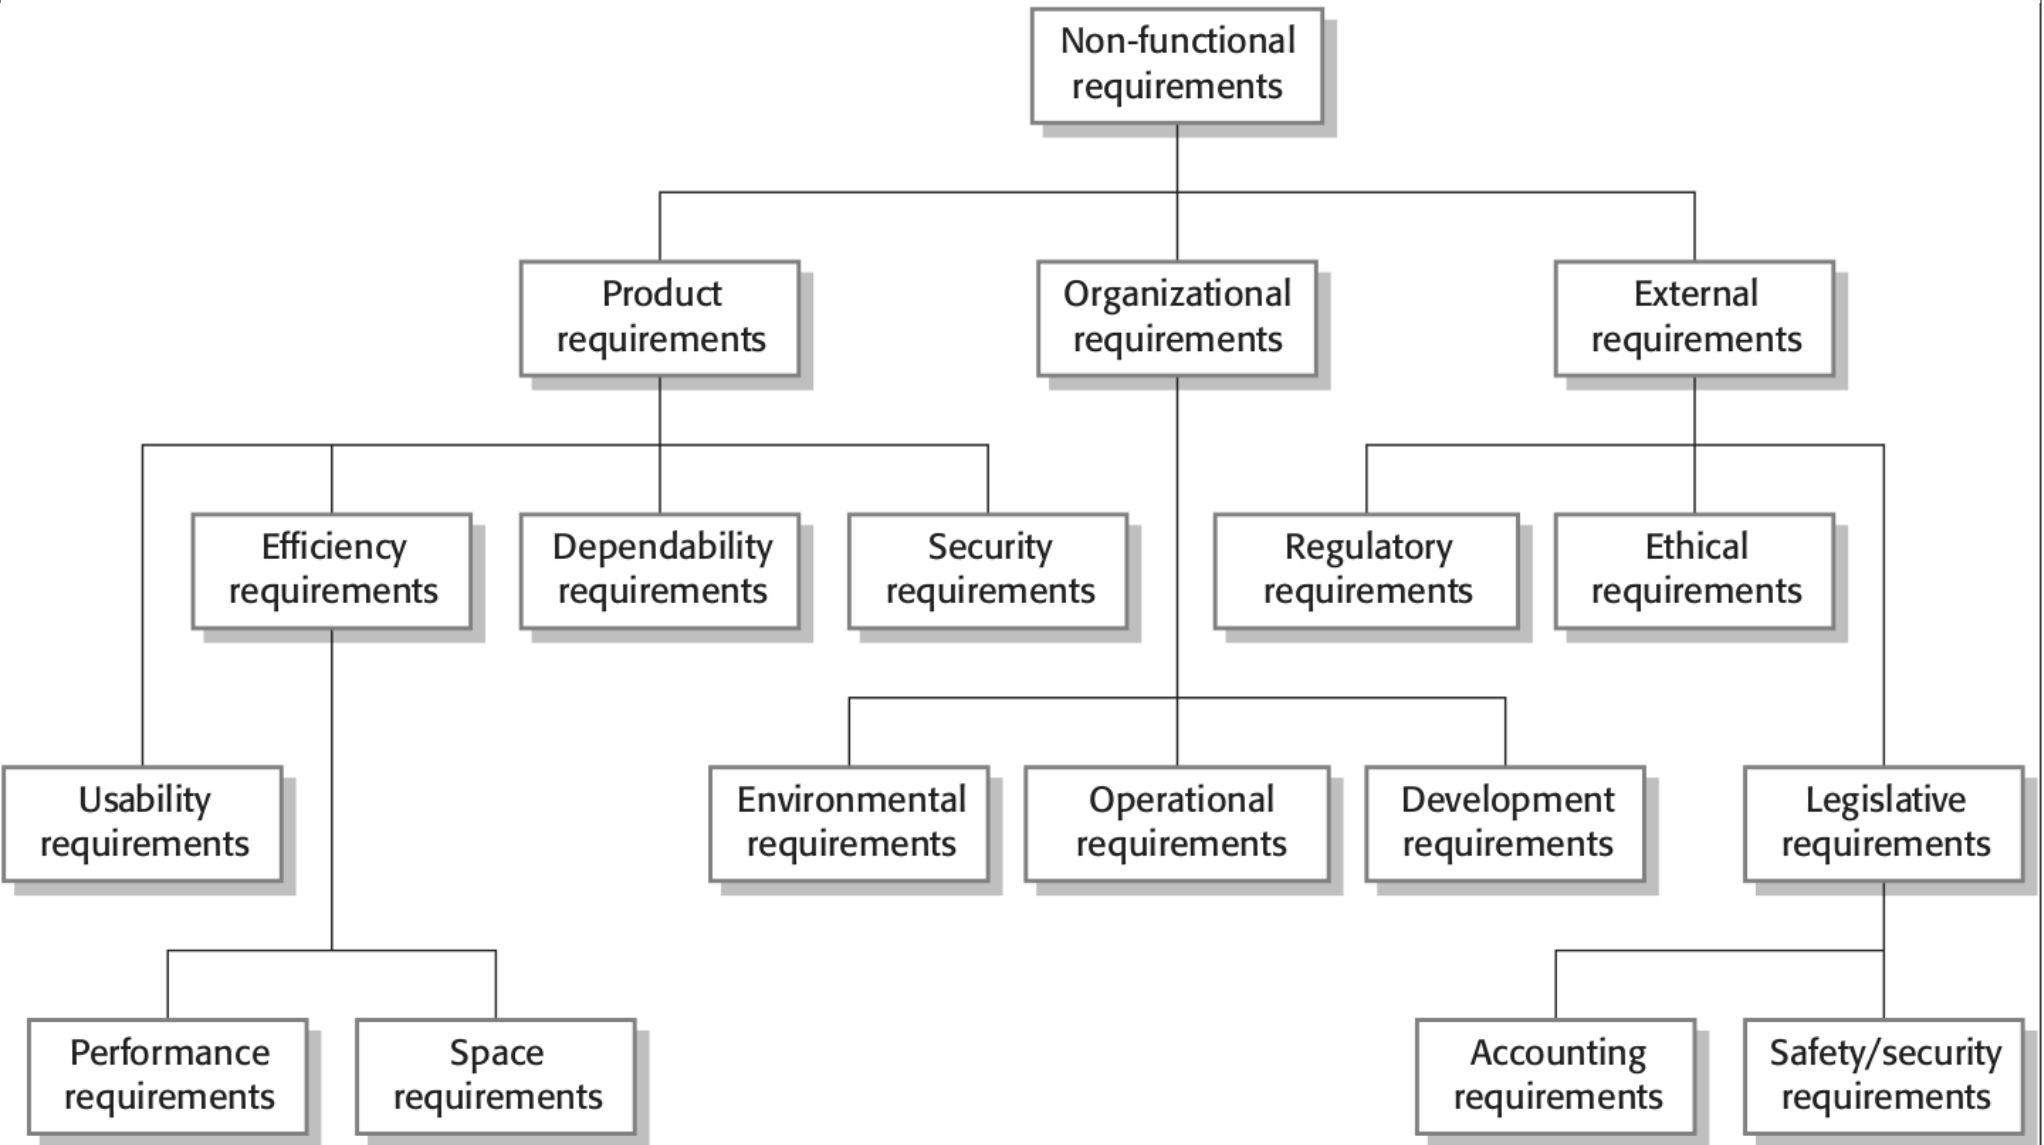 Non-functional
requirements
Product
requirements
Organizational
requirements
External
requirements
Efficiency
requirements
Dependability
requirements
Security
requirements
Regulatory
requirements
Ethical
requirements
Usability
requirements
Environmental
requirements
Operational
requirements
Development
requirements
Legislative
requirements
Performance
requirements
Space
requirements
Accounting
requirements
Safety/security
requirements